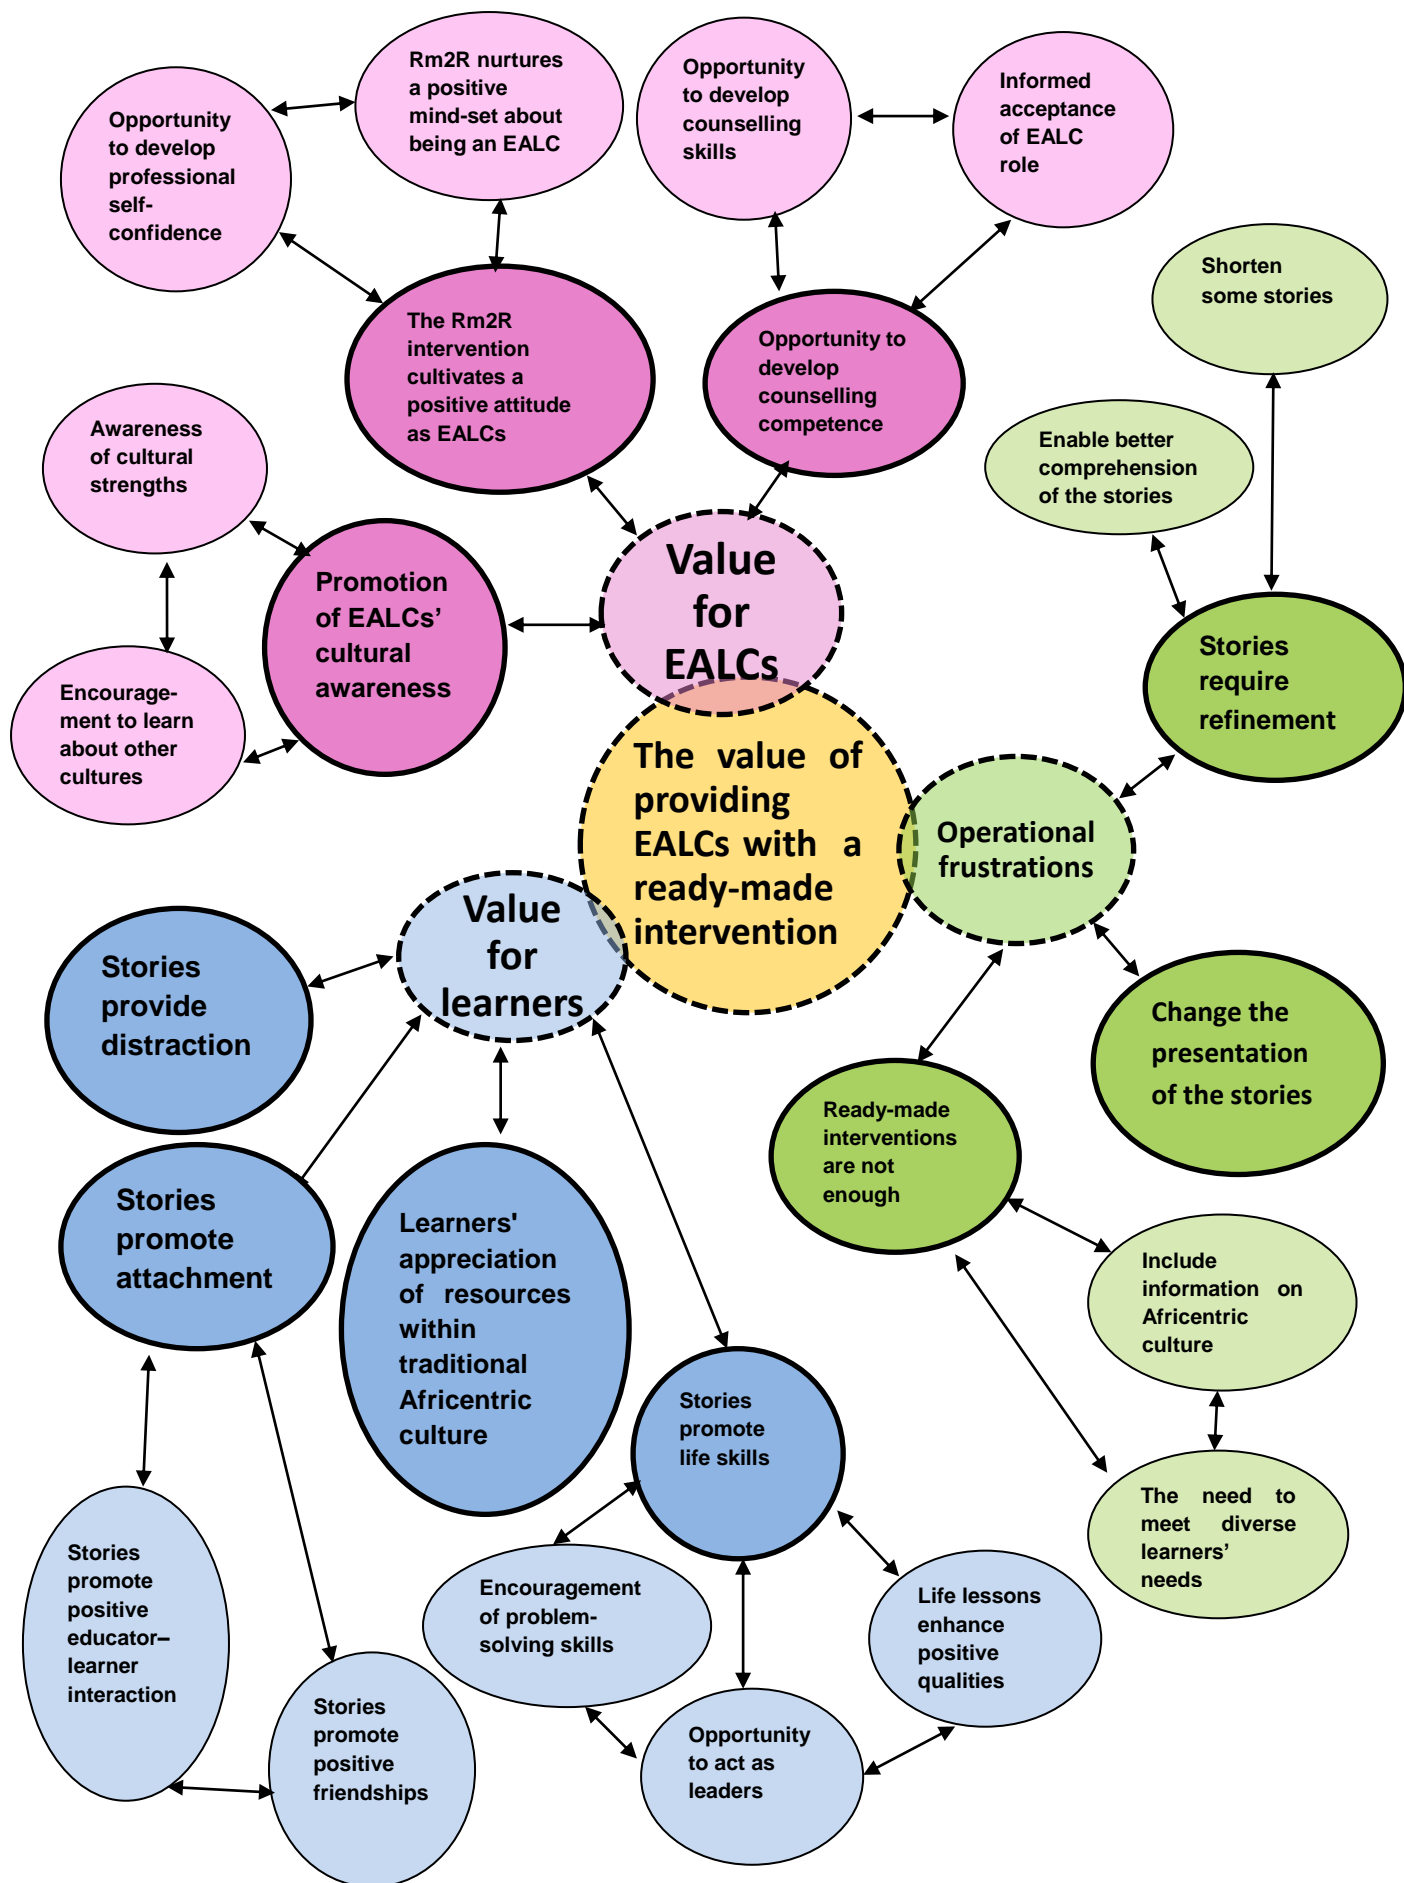 Rm2R nurtures
a positive
mind-set about
being an EALC
Opportunity
to develop
counselling
skills
Informed
acceptance
of EALC
role
Opportunity
to develop
professional
self-
confidence
Shorten
some stories
The Rm2R
intervention
cultivates a
positive attitude
as EALCs
Opportunity to
develop
counselling
competence
Awareness
of cultural
strengths
Enable better
comprehension
of the stories
Value
for
EALCs
Promotion
of EALCs’
cultural
awareness
Stories
require
refinement
Encourage-
ment to learn
about other
cultures
The value of
providing
EALCs with a
ready-made
intervention
Operational
frustrations
Value
for
learners
Stories
provide
distraction
Change the
presentation
of the stories
Ready-made
interventions
are not
enough
Stories
promote
attachment
Learners'
appreciation
of resources
within
traditional
Africentric
culture
Include
information on
Africentric
culture
Stories
promote
life skills
The need to
meet diverse
learners’
needs
Stories
promote
positive
educator–
learner
interaction
Encouragement
of problem-
solving skills
Life lessons
enhance
positive
qualities
Stories
promote
positive
friendships
Opportunity
to act as
leaders